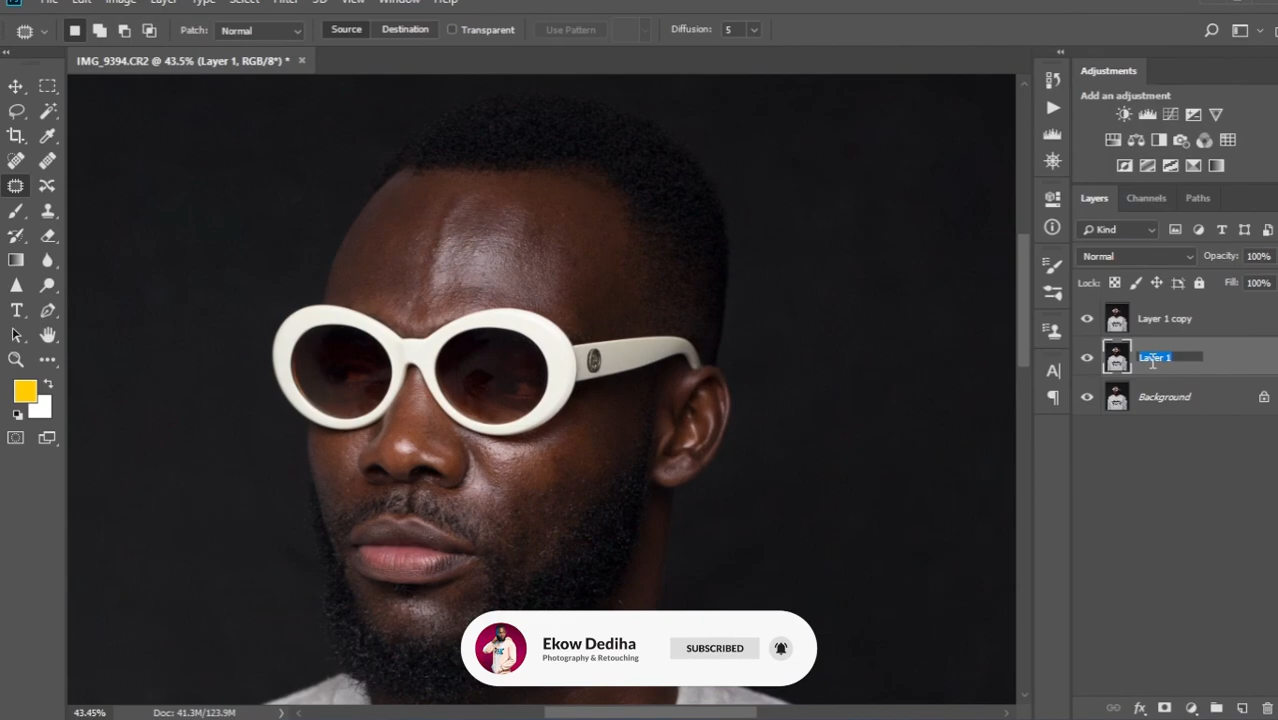 Ps File Edit Image Layer Type Select Filter 3D View Window Help
Patch: Normal Source Destination Transparent Use Pattern Diffusion: 5
IMG_9394.CR2 @ 43.5% (Layer 1, RGB/8*) *
Adjustments
Add an adjustment
Layers Channels Paths
Kind
Normal Opacity: 100%
Lock: Fill: 100%
Layer 1 copy
Layer 1
Background
Ekow Dediha
Photography & Retouching
SUBSCRIBED
43.45% Doc: 41.3M/123.9M